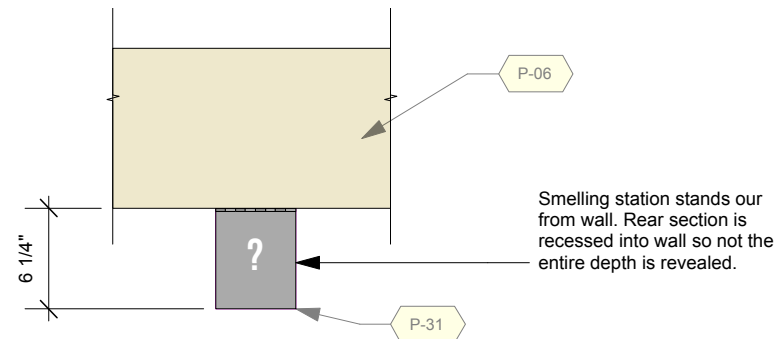 P-06
Smelling station stands our
from wall. Rear section is
recessed into wall so not the
entire depth is revealed.
6 1/4"
?
P-31